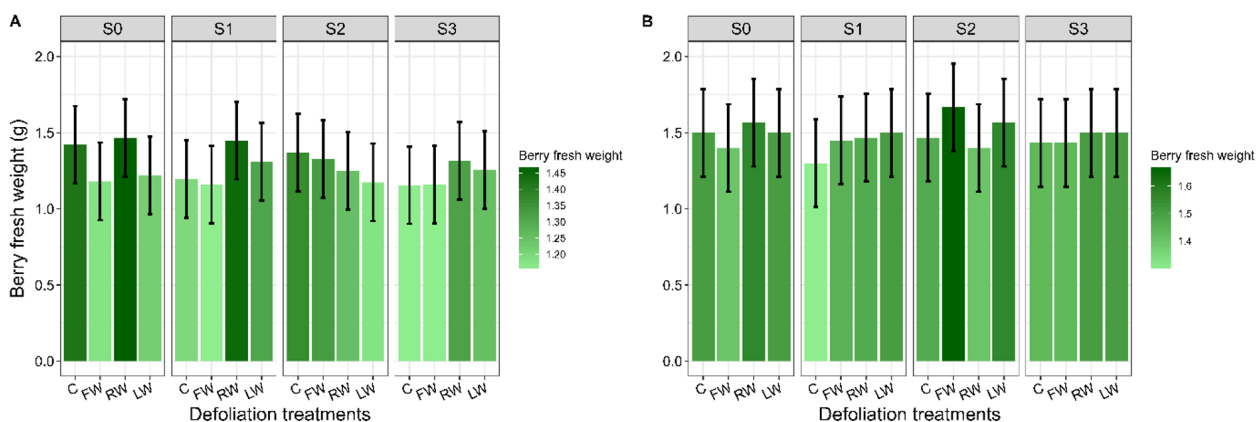 A
S0 S1 S2 S3
2.0
1.5
1.0
0.5
0.0
Berry fresh weight (g)
C FW RW LW C FW RW LW C FW RW LW C FW RW LW
Defoliation treatments
Berry fresh weight
1.45
1.40
1.35
1.30
1.25
1.20
B
S0 S1 S2 S3
2.0
1.5
1.0
0.5
0.0
C FW RW LW C FW RW LW C FW RW LW C FW RW LW
Defoliation treatments
Berry fresh weight
1.6
1.5
1.4